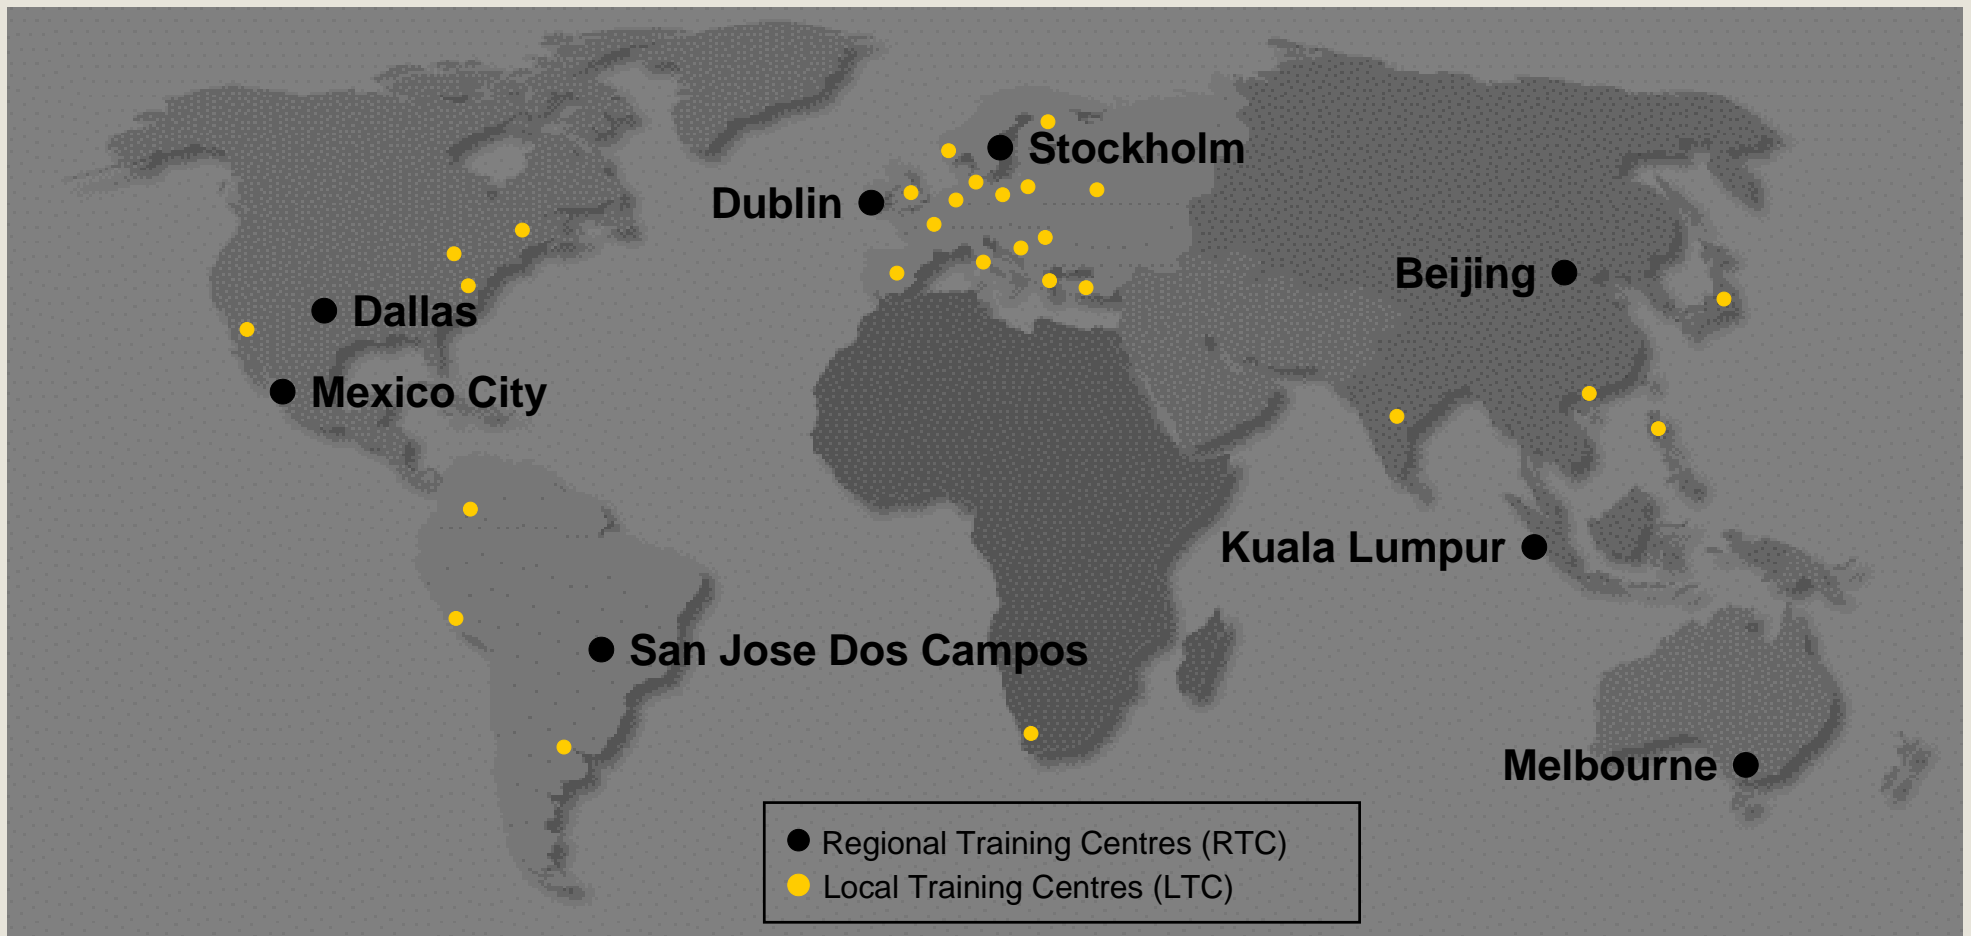 Stockholm
Dublin
Beijing
Dallas
Mexico City
Kuala Lumpur
San Jose Dos Campos
Melbourne
Regional Training Centres (RTC)
Local Training Centres (LTC)